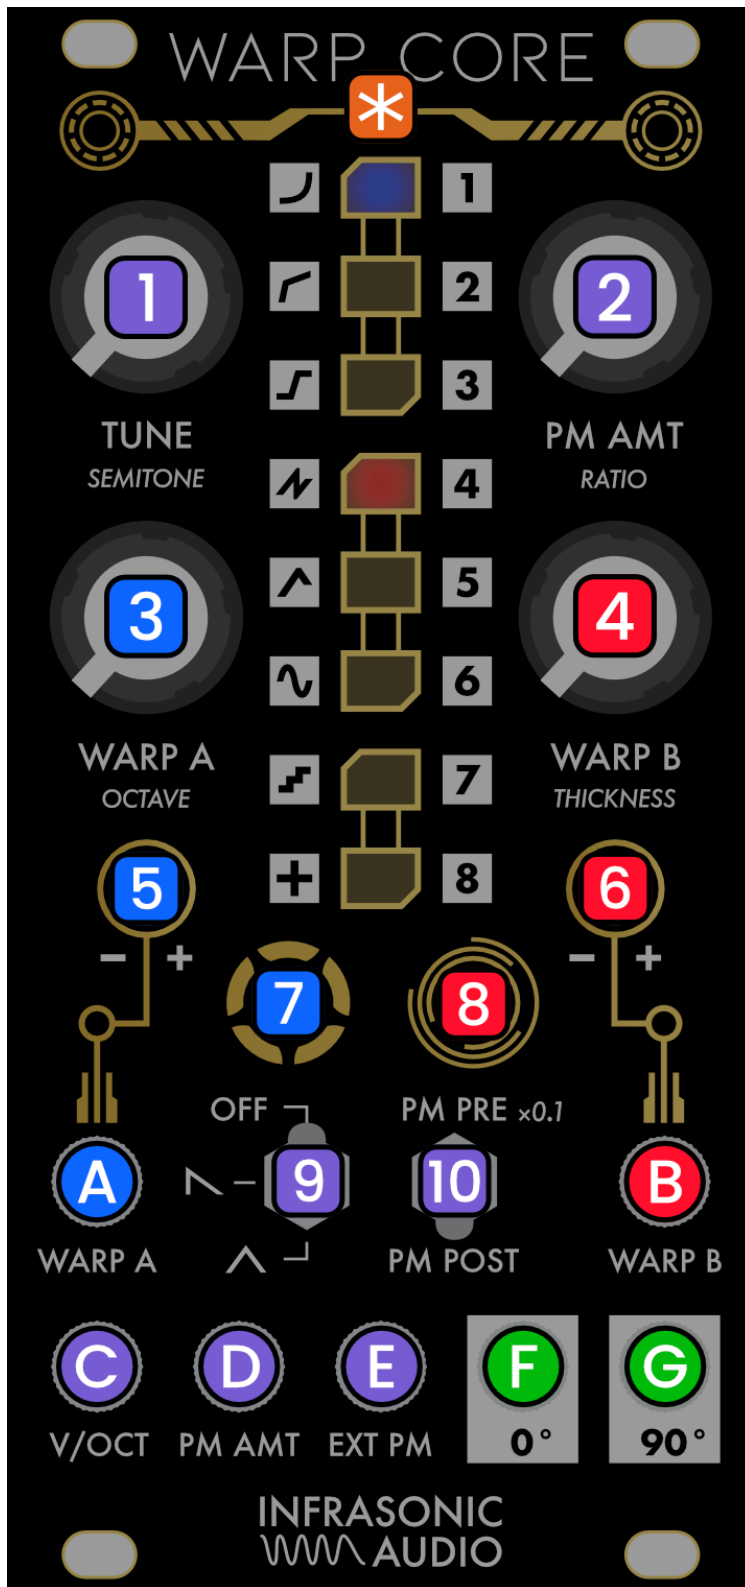 WARP CORE
1
2
3
4
5
6
7
8
1
2
TUNE
SEMITONE
PM AMT
RATIO
3
4
WARP A
OCTAVE
WARP B
THICKNESS
5
6
- +
- +
7
8
OFF
PM PRE ×0.1
9
10
A
B
WARP A
PM POST
WARP B
C D E F G
V/OCT PM AMT EXT PM 0° 90°
INFRASONIC
AUDIO